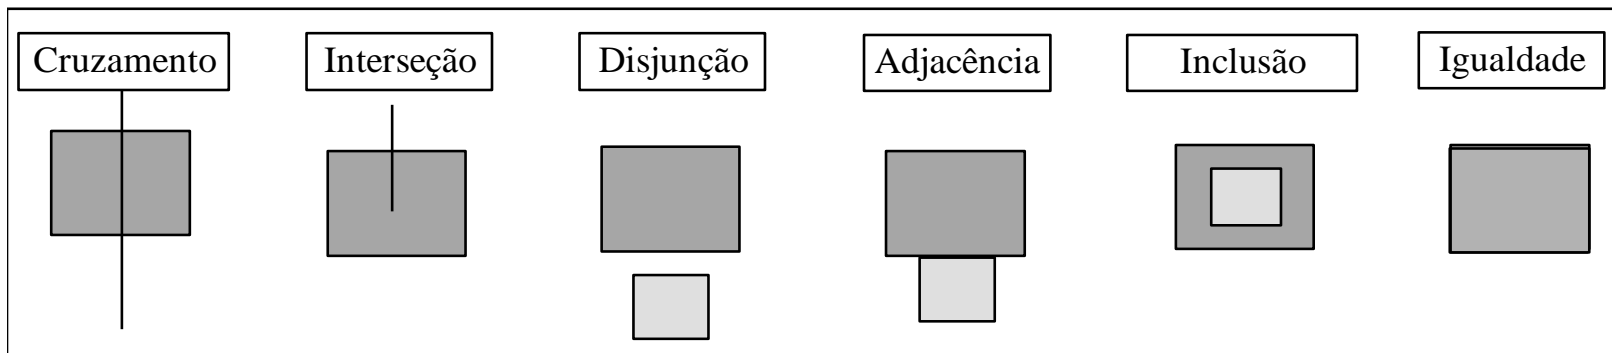 Cruzamento
Interseção
Disjunção
Adjacência
Inclusão
Igualdade